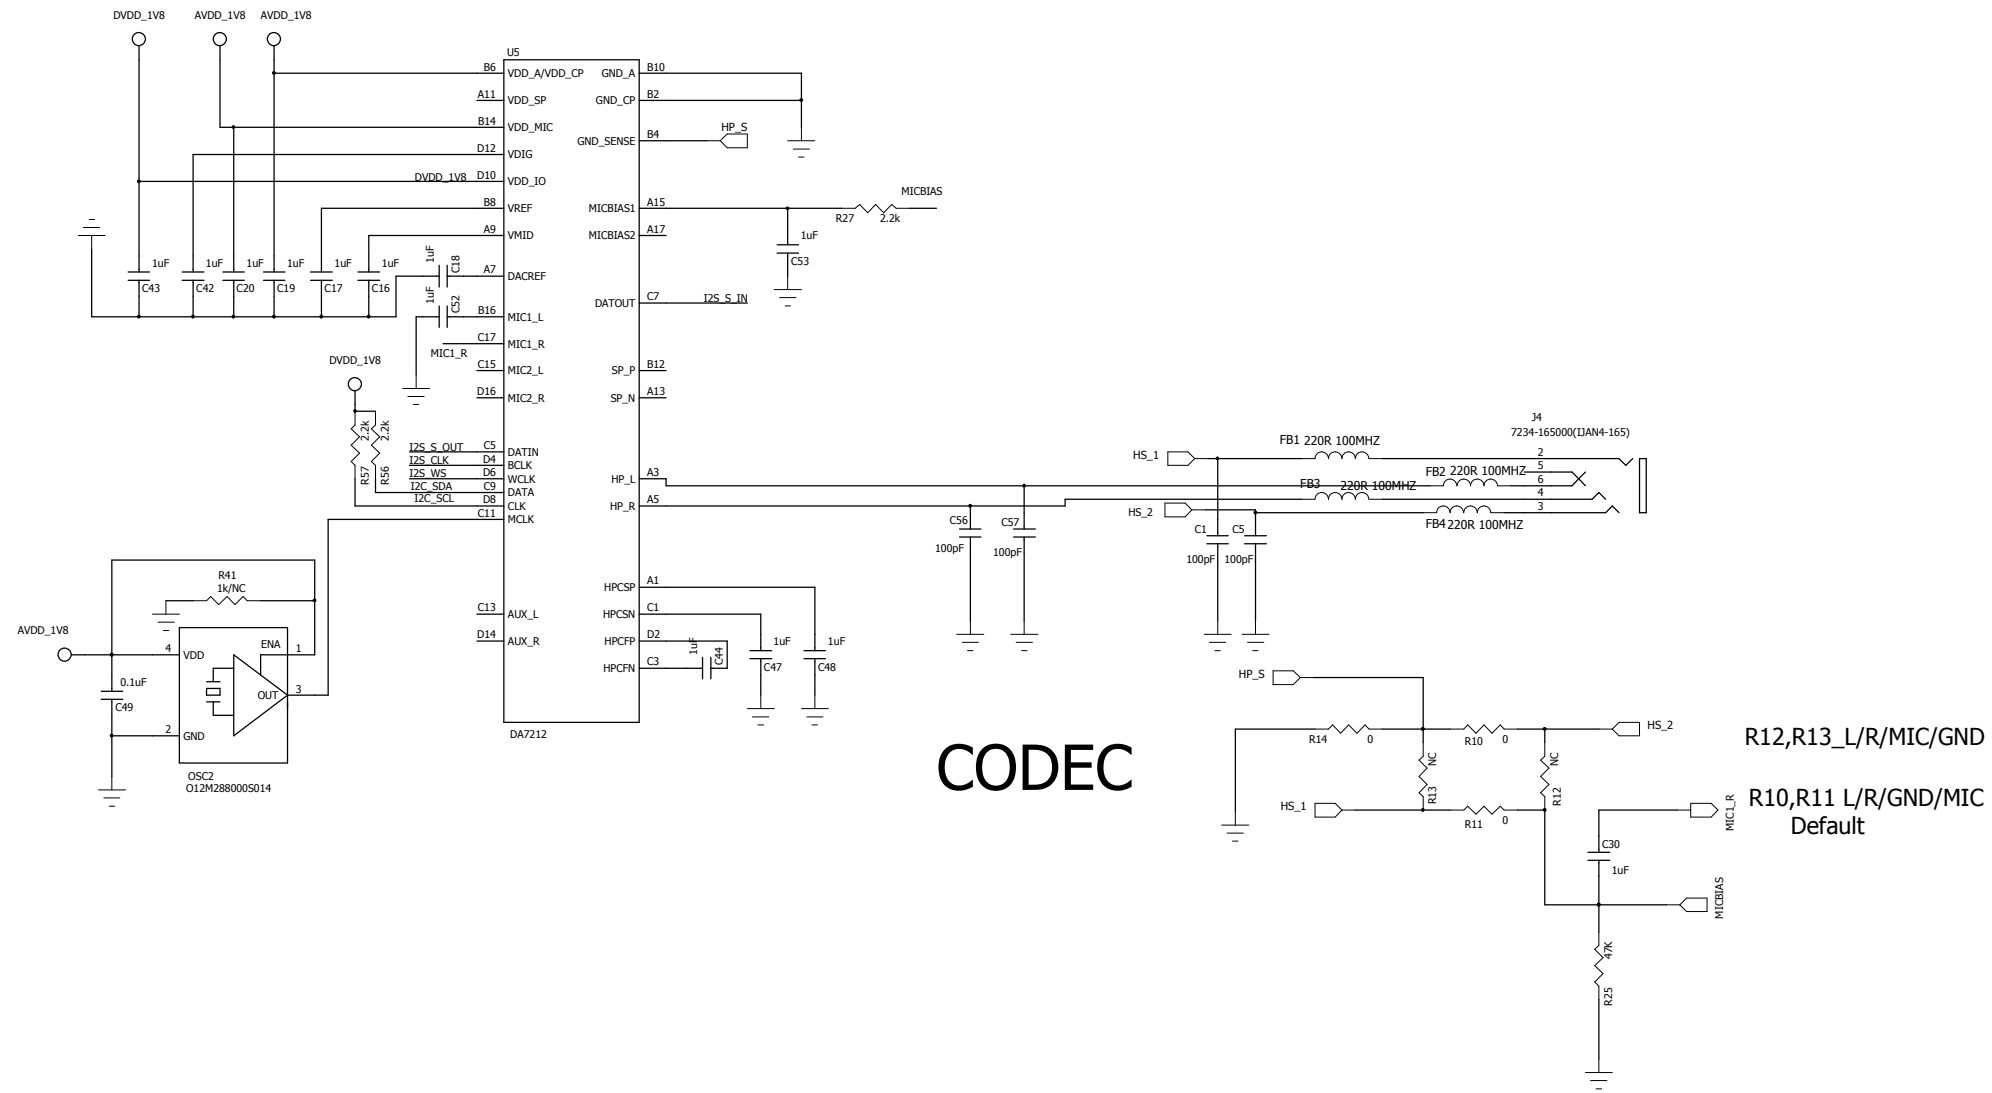 DVDD_1V8 AVDD_1V8 AVDD_1V8
U5
B6 VDD_A/VDD_CP GND_A B10
A11 VDD_SP GND_CP B2
B14 VDD_MIC
HP_S
GND_SENSE B4
D12 VDIG
DVDD_1V8 D10 VDD_IO
MICBIAS
B8 VREF MICBIAS1 A15
R27 2.2k
A9 VMID MICBIAS2 A17
1uF
C53
1uF 1uF 1uF 1uF 1uF 1uF
C43 C42 C20 C19 C17 C16
1uF C18
A7 DACREF
1uF C52
DATOUT C7 I2S_S_IN
B16 MIC1_L
C17 MIC1_R
MIC1_R
DVDD_1V8
C15 MIC2_L SP_P B12
D16 MIC2_R SP_N A13
2.2k 2.2k
R57 R56
I2S_S_OUT C5 DATIN
I2S_CLK D4 BCLK
I2S_WS D6 WCLK
I2C_SDA C9 DATA
I2C_SCL D8 CLK
C11 MCLK
HP_L A3
HP_R A5
J4
7234-165000(IJAN4-165)
HS_1 FB1 220R 100MHZ 2
5
FB2 220R 100MHZ 6
FB3 220R 100MHZ 4
HS_2 3
FB4 220R 100MHZ
C56 C57 C1 C5
100pF 100pF 100pF 100pF
R41
1k/NC
HPCSP A1
C13 AUX_L HPCSN C1
D14 AUX_R HPCFP D2
HPCFN C3
1uF C44
1uF 1uF
C47 C48
AVDD_1V8
ENA 1
4 VDD
0.1uF
C49
OUT 3
2 GND
OSC2
O12M288000S014
DA7212
CODEC
HP_S
HS_2
R14 0 R10 0
NC NC
R13 R12
HS_1
R11 0
R12,R13_L/R/MIC/GND
R10,R11 L/R/GND/MIC
Default
MIC1_R
C30
1uF
MICBIAS
47K
R25